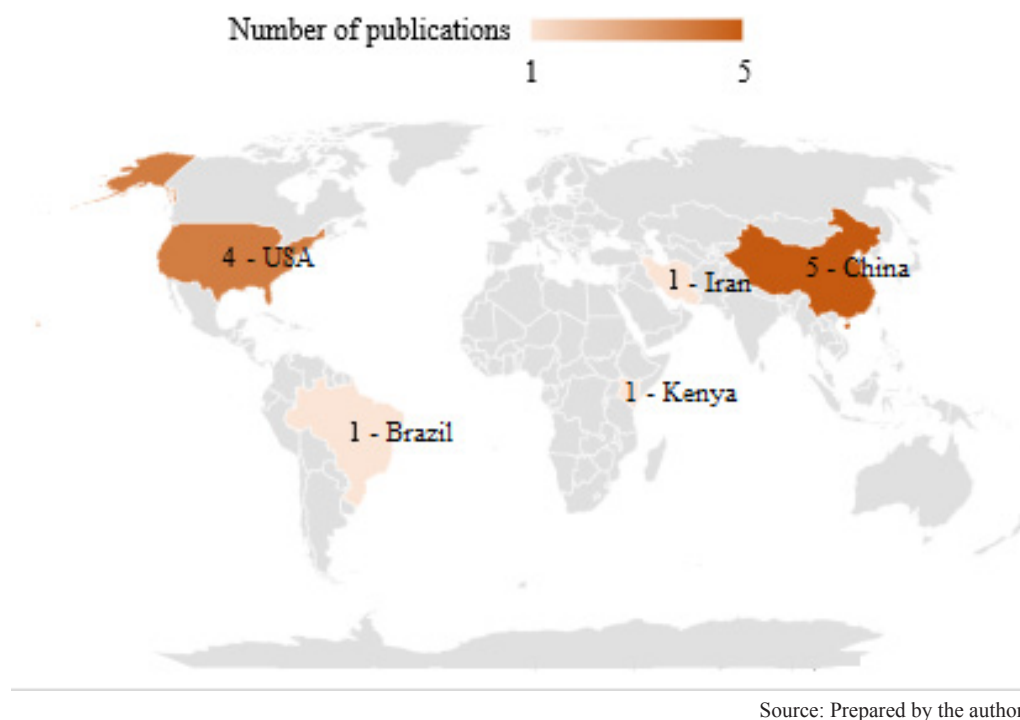 Number of publications
1 5
4 - USA
5 - China
1 - Iran
1 - Kenya
1 - Brazil
Source: Prepared by the author